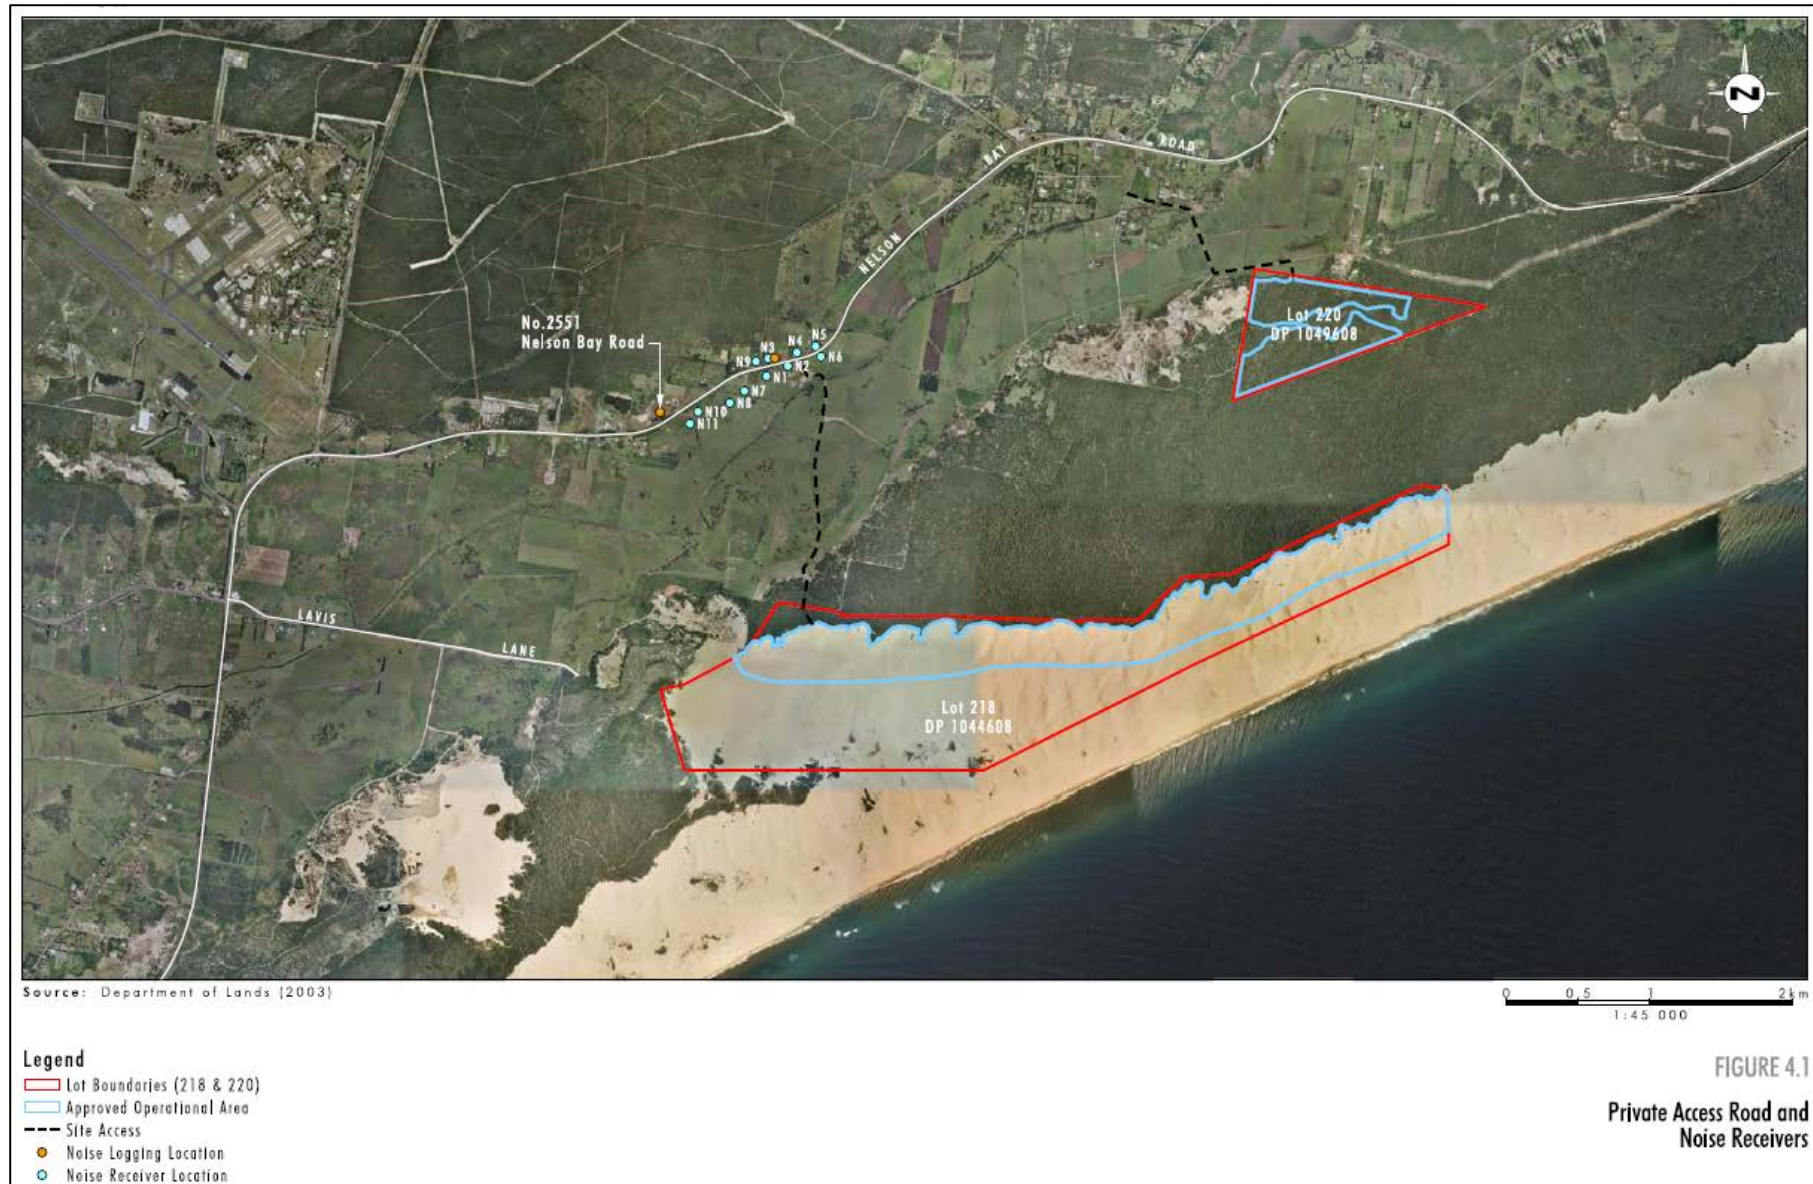 N
BAY
ROAD
NELSON
No.2551
Nelson Bay Road
N5
N4
N3
N6
N9
N2
N1
N7
N8
N10
N11
Lot 220
DP 1049608
LAVIS
LANE
Lot 218
DP 1044608
Source: Department of Lands (2003)
0 0.5 1 2km
1:45 000
Legend
Lot Boundaries (218 & 220)
Approved Operational Area
Site Access
Noise Logging Location
Noise Receiver Location
FIGURE 4.1
Private Access Road and
Noise Receivers